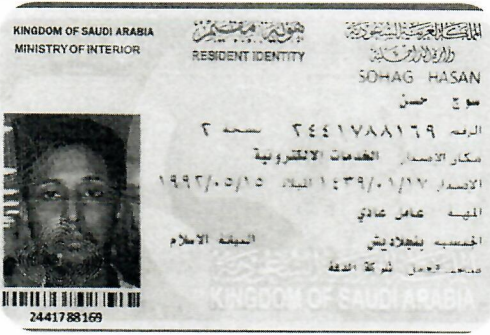 KINGDOM OF SAUDI ARABIA
MINISTRY OF INTERIOR
هوية مقيم
RESIDENT IDENTITY
المملكة العربية السعودية
وزارة الداخلية
SOHAG HASAN
سوج حسن
الرقم ٢٤٤١٧٨٨١٦٩ نسخة ٢
مكان الاصدار الخدمات الالكترونية
الاصدار ١٤٣٩/٠١/١٧ الميلاد ١٩٩٢/٠٥/١٥
المهنة عامل عادي
الجنسية بنجلاديش الديانة الاسلام
صاحب العمل شركة الدقة
KINGDOM OF SAUDI ARABIA
2441788169